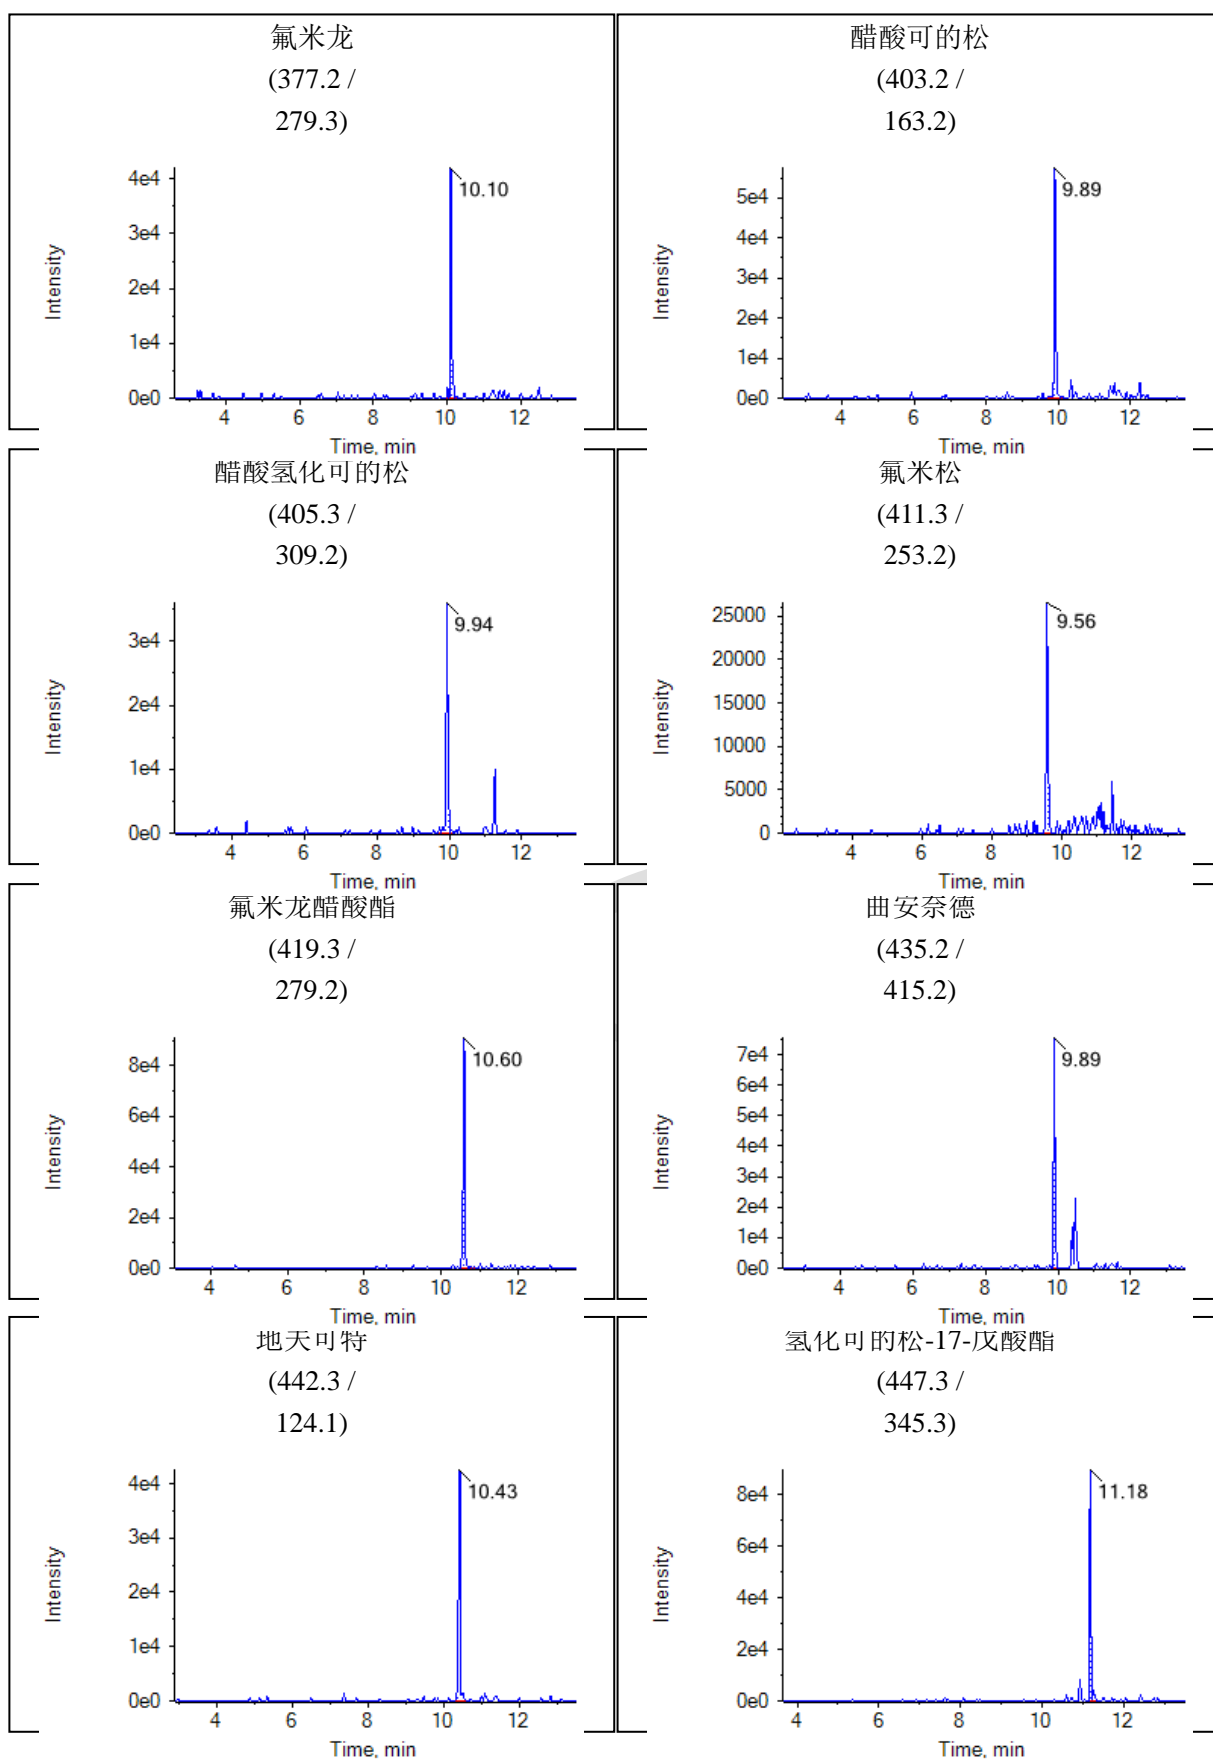 氟米龙
(377.2 /
279.3)
4e4
3e4
2e4
1e4
0e0
Intensity
10.10
4 6 8 10 12
Time, min
醋酸可的松
(403.2 /
163.2)
5e4
4e4
3e4
2e4
1e4
0e0
Intensity
9.89
4 6 8 10 12
Time, min
醋酸氢化可的松
(405.3 /
309.2)
3e4
2e4
1e4
0e0
Intensity
9.94
4 6 8 10 12
Time, min
氟米松
(411.3 /
253.2)
25000
20000
15000
10000
5000
0
Intensity
9.56
4 6 8 10 12
Time, min
氟米龙醋酸酯
(419.3 /
279.2)
8e4
6e4
4e4
2e4
0e0
Intensity
10.60
4 6 8 10 12
Time, min
曲安奈德
(435.2 /
415.2)
7e4
6e4
5e4
4e4
3e4
2e4
1e4
0e0
Intensity
9.89
4 6 8 10 12
Time, min
地夫可特
(442.3 /
124.1)
4e4
3e4
2e4
1e4
0e0
Intensity
10.43
4 6 8 10 12
Time, min
氢化可的松-17-戊酸酯
(447.3 /
345.3)
8e4
6e4
4e4
2e4
0e0
Intensity
11.18
4 6 8 10 12
Time, min